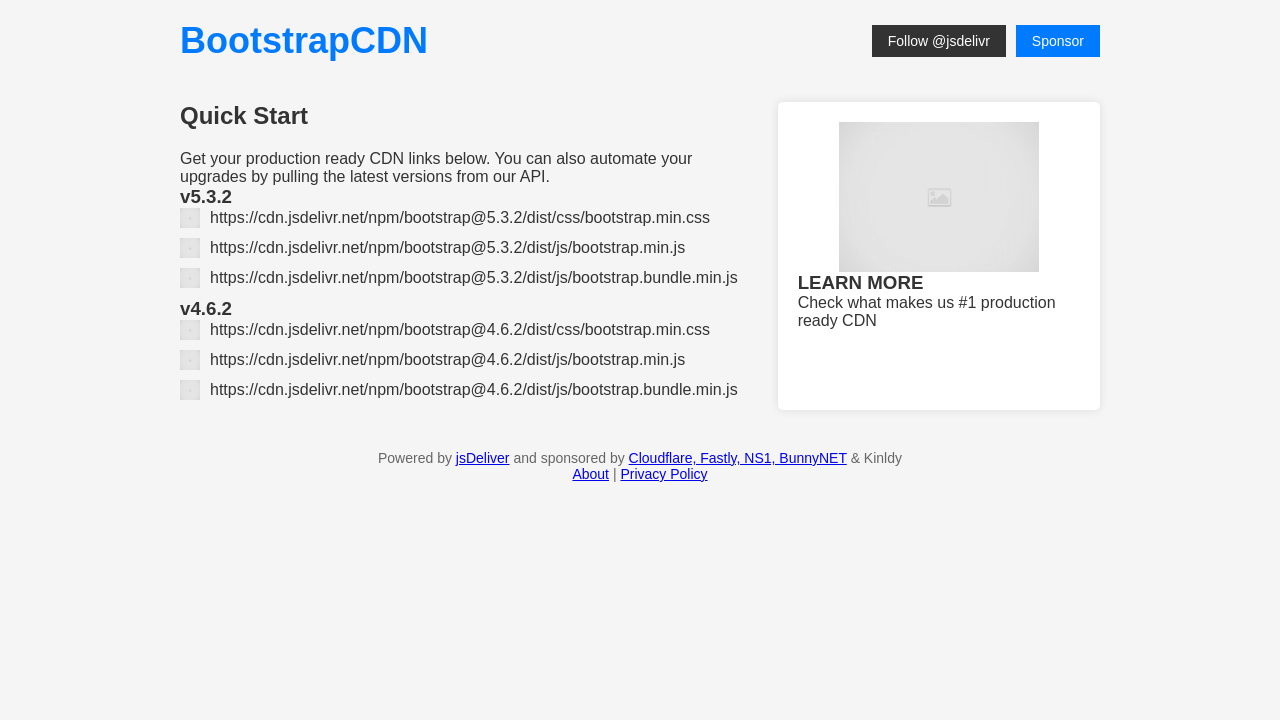 BootstrapCDN
Follow @jsdelivr
Sponsor
Quick Start
Get your production ready CDN links below. You can also automate your
upgrades by pulling the latest versions from our API.
v5.3.2
https://cdn.jsdelivr.net/npm/bootstrap@5.3.2/dist/css/bootstrap.min.css
https://cdn.jsdelivr.net/npm/bootstrap@5.3.2/dist/js/bootstrap.min.js
https://cdn.jsdelivr.net/npm/bootstrap@5.3.2/dist/js/bootstrap.bundle.min.js
v4.6.2
https://cdn.jsdelivr.net/npm/bootstrap@4.6.2/dist/css/bootstrap.min.css
https://cdn.jsdelivr.net/npm/bootstrap@4.6.2/dist/js/bootstrap.min.js
https://cdn.jsdelivr.net/npm/bootstrap@4.6.2/dist/js/bootstrap.bundle.min.js
LEARN MORE
Check what makes us #1 production
ready CDN
Powered by jsDeliver and sponsored by Cloudflare, Fastly, NS1, BunnyNET & Kinldy
About | Privacy Policy